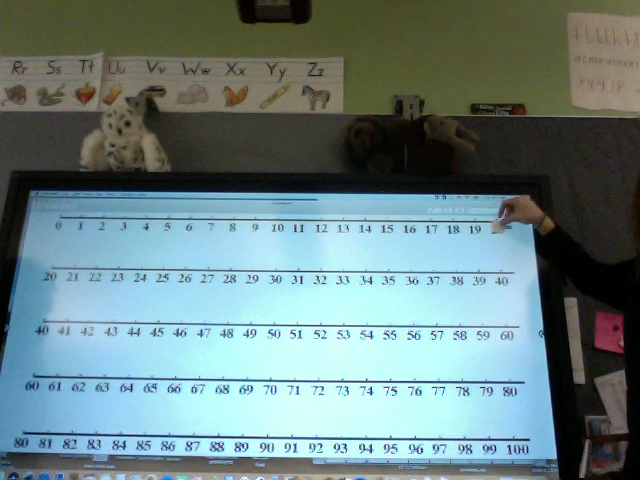 Rr Ss Tt Uu Vv Ww Xx Yy Zz
0 1 2 3 4 5 6 7 8 9 10 11 12 13 14 15 16 17 18 19
20 21 22 23 24 25 26 27 28 29 30 31 32 33 34 35 36 37 38 39 40
40 41 42 43 44 45 46 47 48 49 50 51 52 53 54 55 56 57 58 59 60
60 61 62 63 64 65 66 67 68 69 70 71 72 73 74 75 76 77 78 79 80
80 81 82 83 84 85 86 87 88 89 90 91 92 93 94 95 96 97 98 99 100